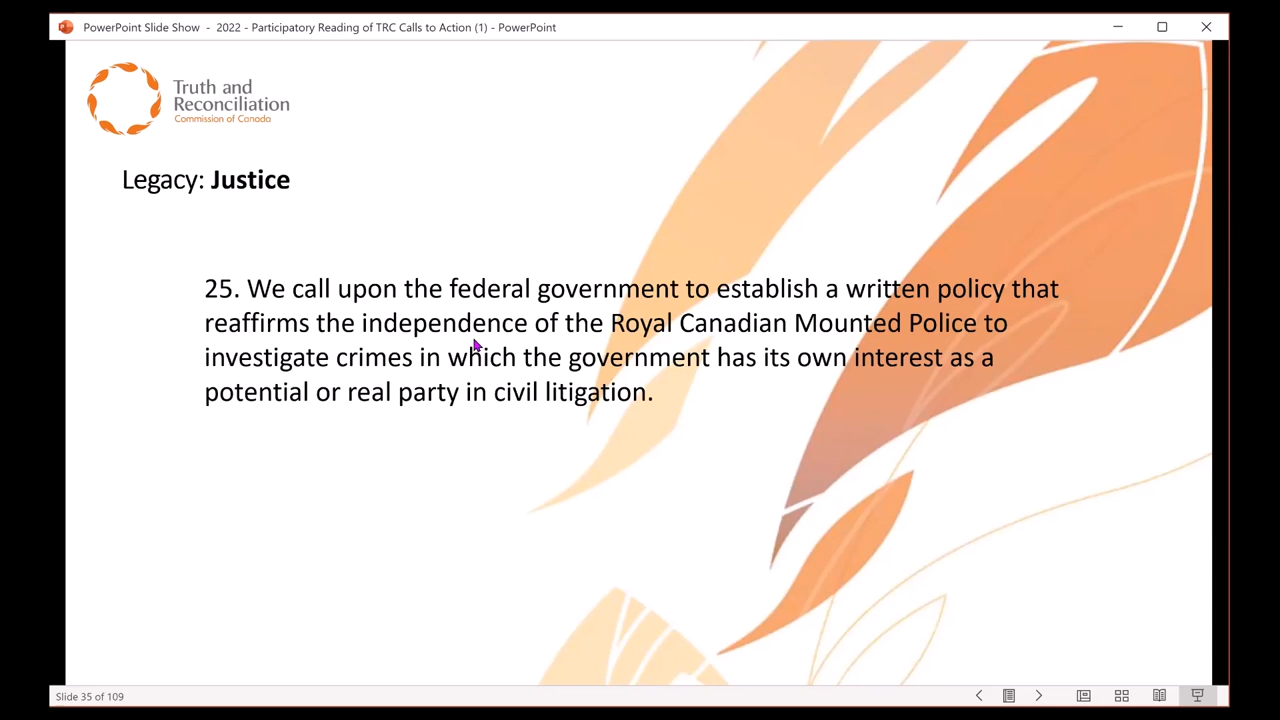 PowerPoint Slide Show - 2022 - Participatory Reading of TRC Calls to Action (1) - PowerPoint
Truth and
Reconciliation
Commission of Canada
Legacy: Justice
25. We call upon the federal government to establish a written policy that
reaffirms the independence of the Royal Canadian Mounted Police to
investigate crimes in which the government has its own interest as a
potential or real party in civil litigation.
Slide 35 of 109